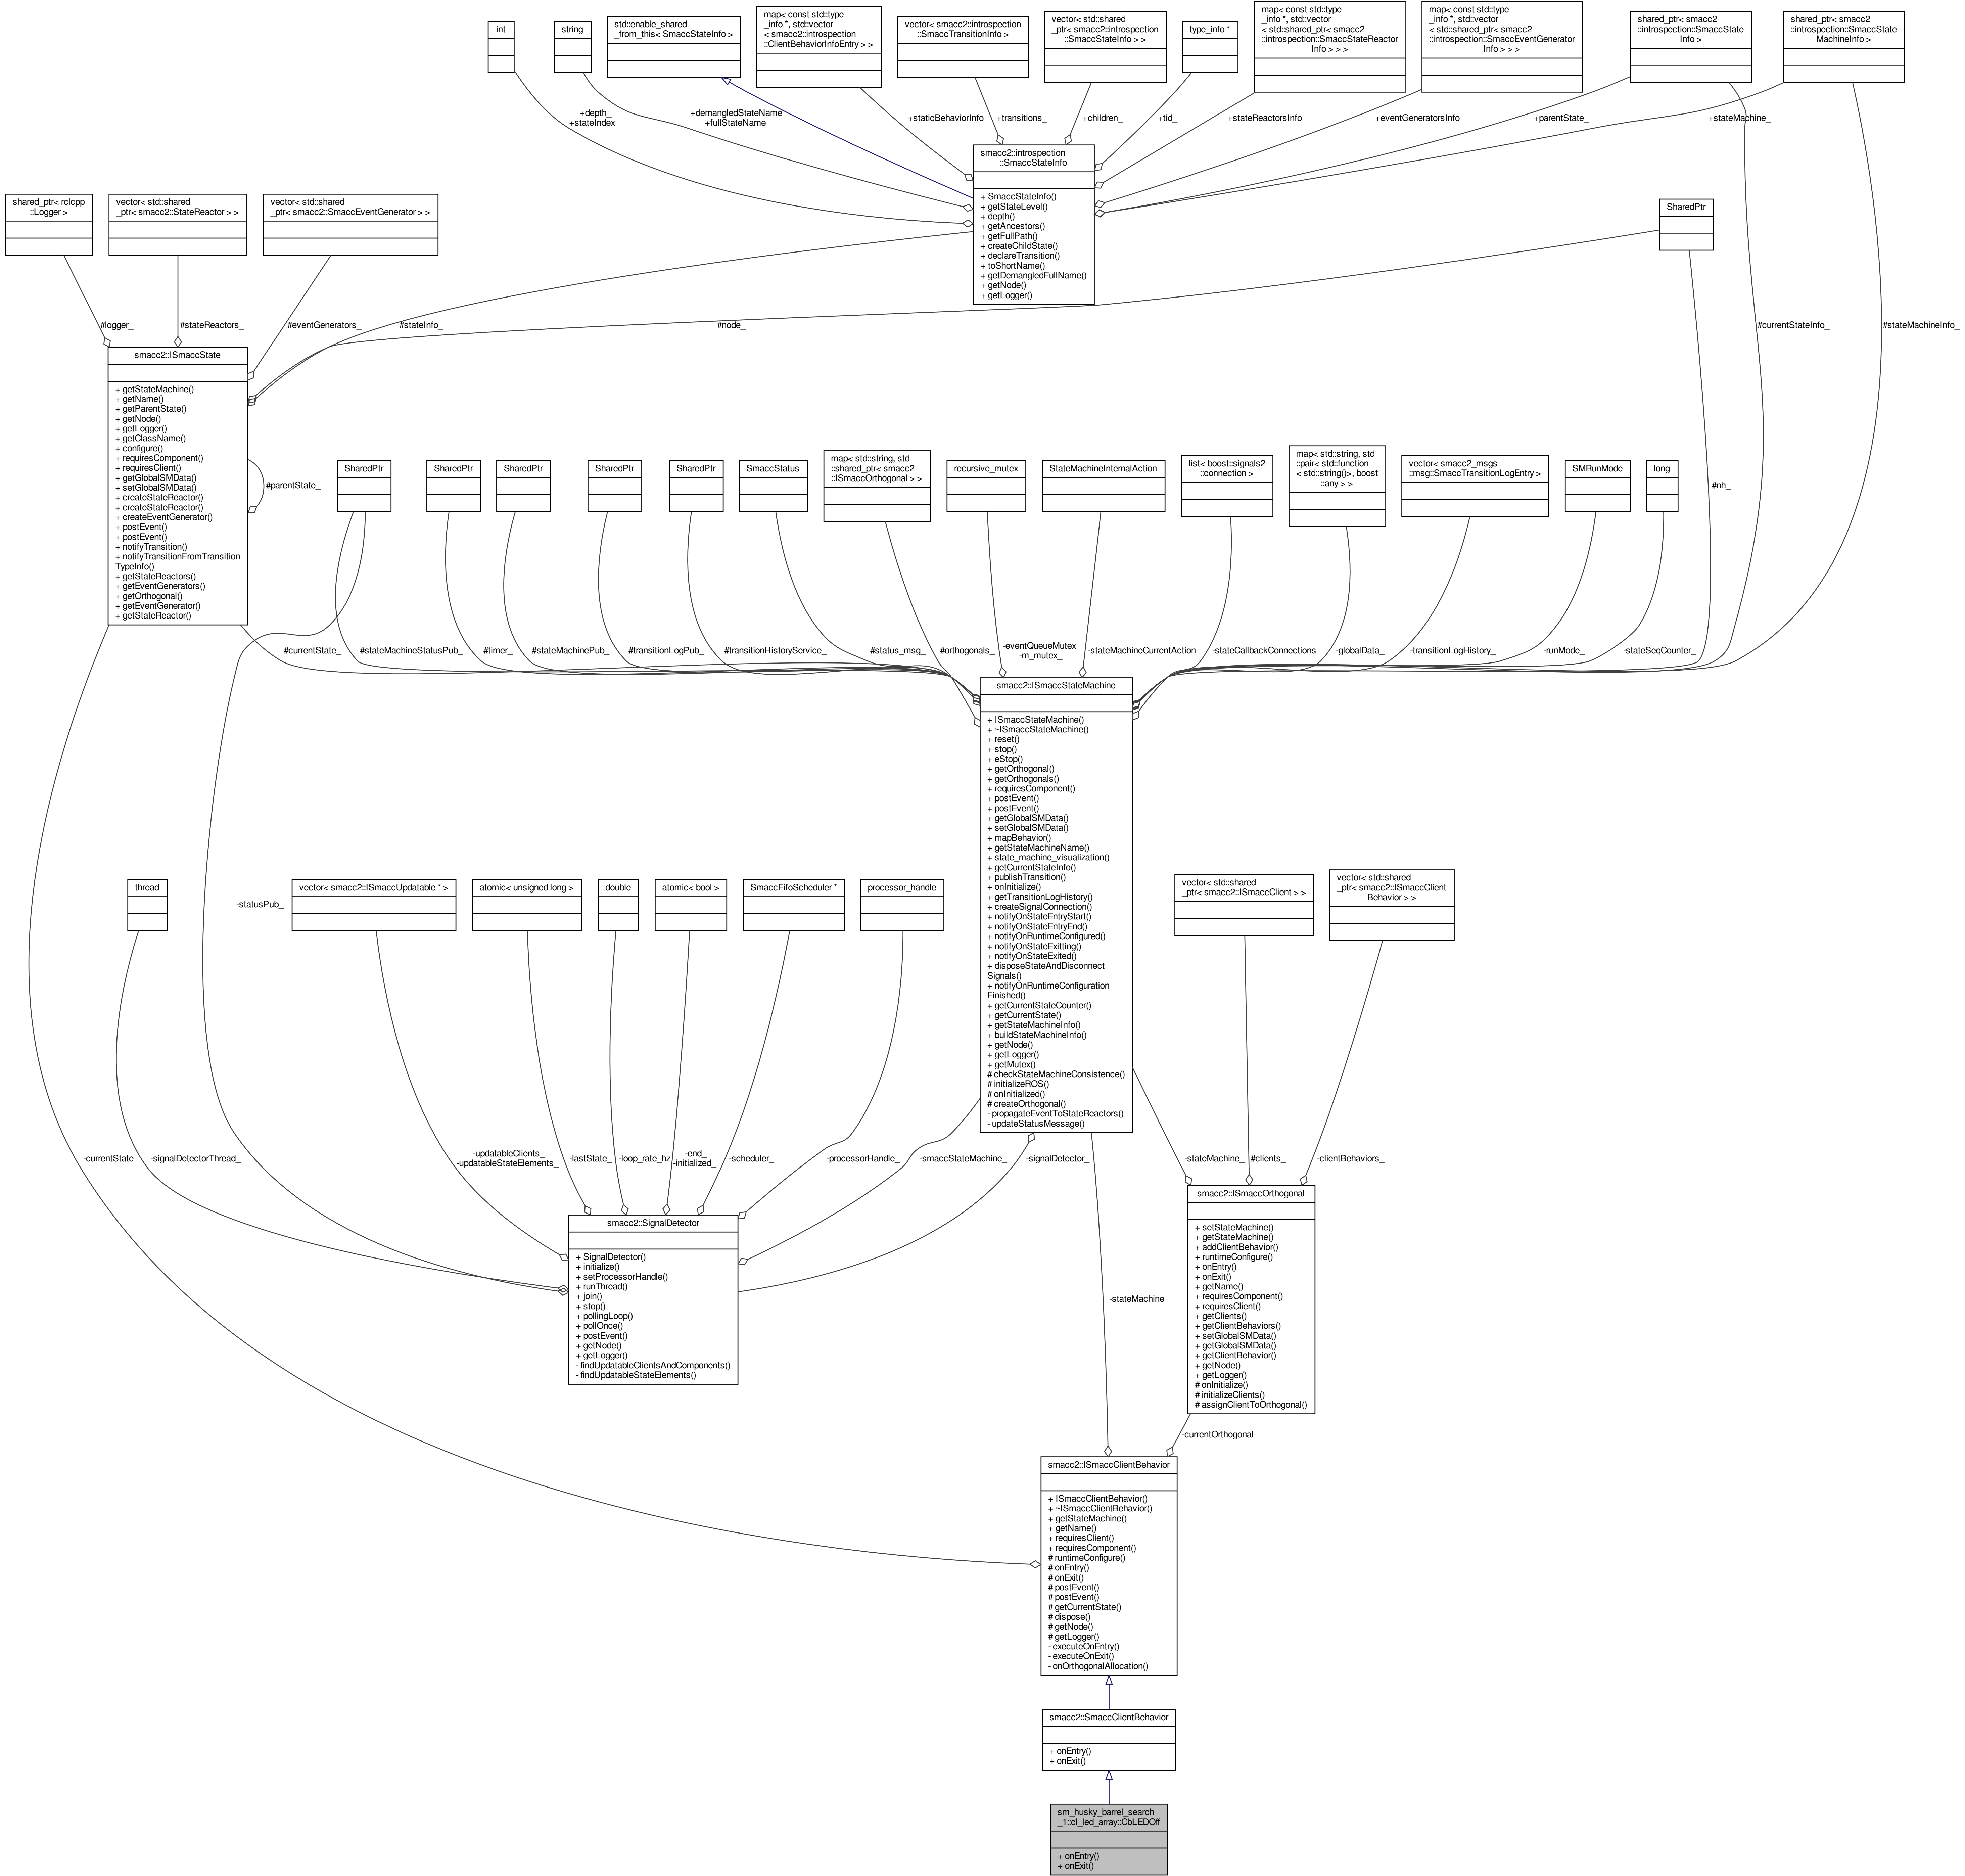 int
string
std::enable_shared
_from_this< SmaccStateInfo >
map< const std::type
_info *, std::vector
< smacc2::introspection
::ClientBehaviorInfoEntry > >
vector< smacc2::introspection
::SmaccTransitionInfo >
vector< std::shared
_ptr< smacc2::introspection
::SmaccStateInfo > >
type_info *
map< const std::type
_info *, std::vector
< std::shared_ptr< smacc2
::introspection::SmaccStateReactor
Info > > >
map< const std::type
_info *, std::vector
< std::shared_ptr< smacc2
::introspection::SmaccEventGenerator
Info > > >
shared_ptr< smacc2
::introspection::SmaccState
Info >
shared_ptr< smacc2
::introspection::SmaccState
MachineInfo >
+depth_
+stateIndex_
+demangledStateName
+fullStateName
+staticBehaviorInfo
+transitions_
+children_
+tid_
+stateReactorsInfo
+eventGeneratorsInfo
+parentState_
+stateMachine_
smacc2::introspection
::SmaccStateInfo
+ SmaccStateInfo()
+ getStateLevel()
+ depth()
+ getAncestors()
+ getFullPath()
+ createChildState()
+ declareTransition()
+ toShortName()
+ getDemangledFullName()
+ getNode()
+ getLogger()
shared_ptr< rclcpp
::Logger >
vector< std::shared
_ptr< smacc2::StateReactor > >
vector< std::shared
_ptr< smacc2::SmaccEventGenerator > >
SharedPtr
#logger_
#stateReactors_
#eventGenerators_
#stateInfo_
#node_
#currentStateInfo_
#stateMachineInfo_
smacc2::ISmaccState
+ getStateMachine()
+ getName()
+ getParentState()
+ getNode()
+ getLogger()
+ getClassName()
+ configure()
+ requiresComponent()
+ requiresClient()
+ getGlobalSMData()
+ setGlobalSMData()
+ createStateReactor()
+ createStateReactor()
+ createEventGenerator()
+ postEvent()
+ postEvent()
+ notifyTransition()
+ notifyTransitionFromTransition
TypeInfo()
+ getStateReactors()
+ getEventGenerators()
+ getOrthogonal()
+ getEventGenerator()
+ getStateReactor()
#parentState_
SharedPtr
SharedPtr
SharedPtr
SharedPtr
SharedPtr
SmaccStatus
map< std::string, std
::shared_ptr< smacc2
::ISmaccOrthogonal > >
recursive_mutex
StateMachineInternalAction
list< boost::signals2
::connection >
map< std::string, std
::pair< std::function
< std::string()>, boost
::any > >
vector< smacc2_msgs
::msg::SmaccTransitionLogEntry >
SMRunMode
long
#nh_
#currentState_
#stateMachineStatusPub_
#timer_
#stateMachinePub_
#transitionLogPub_
#transitionHistoryService_
#status_msg_
#orthogonals_
-eventQueueMutex_
-m_mutex_
-stateMachineCurrentAction
-stateCallbackConnections
-globalData_
-transitionLogHistory_
-runMode_
-stateSeqCounter_
smacc2::ISmaccStateMachine
+ ISmaccStateMachine()
+ ~ISmaccStateMachine()
+ reset()
+ stop()
+ eStop()
+ getOrthogonal()
+ getOrthogonals()
+ requiresComponent()
+ postEvent()
+ postEvent()
+ getGlobalSMData()
+ setGlobalSMData()
+ mapBehavior()
+ getStateMachineName()
+ state_machine_visualization()
+ getCurrentStateInfo()
+ publishTransition()
+ onInitialize()
+ getTransitionLogHistory()
+ createSignalConnection()
+ notifyOnStateEntryStart()
+ notifyOnStateEntryEnd()
+ notifyOnRuntimeConfigured()
+ notifyOnStateExitting()
+ notifyOnStateExited()
+ disposeStateAndDisconnect
Signals()
+ notifyOnRuntimeConfiguration
Finished()
+ getCurrentStateCounter()
+ getCurrentState()
+ getStateMachineInfo()
+ buildStateMachineInfo()
+ getNode()
+ getLogger()
+ getMutex()
# checkStateMachineConsistence()
# initializeROS()
# onInitialized()
# createOrthogonal()
- propagateEventToStateReactors()
- updateStatusMessage()
thread
-statusPub_
vector< smacc2::ISmaccUpdatable * >
atomic< unsigned long >
double
atomic< bool >
SmaccFifoScheduler *
processor_handle
vector< std::shared
_ptr< smacc2::ISmaccClient > >
vector< std::shared
_ptr< smacc2::ISmaccClient
Behavior > >
-currentState
-signalDetectorThread_
-updatableClients_
-updatableStateElements_
-lastState_
-loop_rate_hz
-end_
-initialized_
-scheduler_
-processorHandle_
-smaccStateMachine_
-signalDetector_
-stateMachine_
#clients_
-clientBehaviors_
smacc2::SignalDetector
+ SignalDetector()
+ initialize()
+ setProcessorHandle()
+ runThread()
+ join()
+ stop()
+ pollingLoop()
+ pollOnce()
+ postEvent()
+ getNode()
+ getLogger()
- findUpdatableClientsAndComponents()
- findUpdatableStateElements()
-stateMachine_
smacc2::ISmaccOrthogonal
+ setStateMachine()
+ getStateMachine()
+ addClientBehavior()
+ runtimeConfigure()
+ onEntry()
+ onExit()
+ getName()
+ requiresComponent()
+ requiresClient()
+ getClients()
+ getClientBehaviors()
+ setGlobalSMData()
+ getGlobalSMData()
+ getClientBehavior()
+ getNode()
+ getLogger()
# onInitialize()
# initializeClients()
# assignClientToOrthogonal()
-currentOrthogonal
smacc2::ISmaccClientBehavior
+ ISmaccClientBehavior()
+ ~ISmaccClientBehavior()
+ getStateMachine()
+ getName()
+ requiresClient()
+ requiresComponent()
# runtimeConfigure()
# onEntry()
# onExit()
# postEvent()
# postEvent()
# getCurrentState()
# dispose()
# getNode()
# getLogger()
- executeOnEntry()
- executeOnExit()
- onOrthogonalAllocation()
smacc2::SmaccClientBehavior
+ onEntry()
+ onExit()
sm_husky_barrel_search
_1::cl_led_array::CbLEDOff
+ onEntry()
+ onExit()